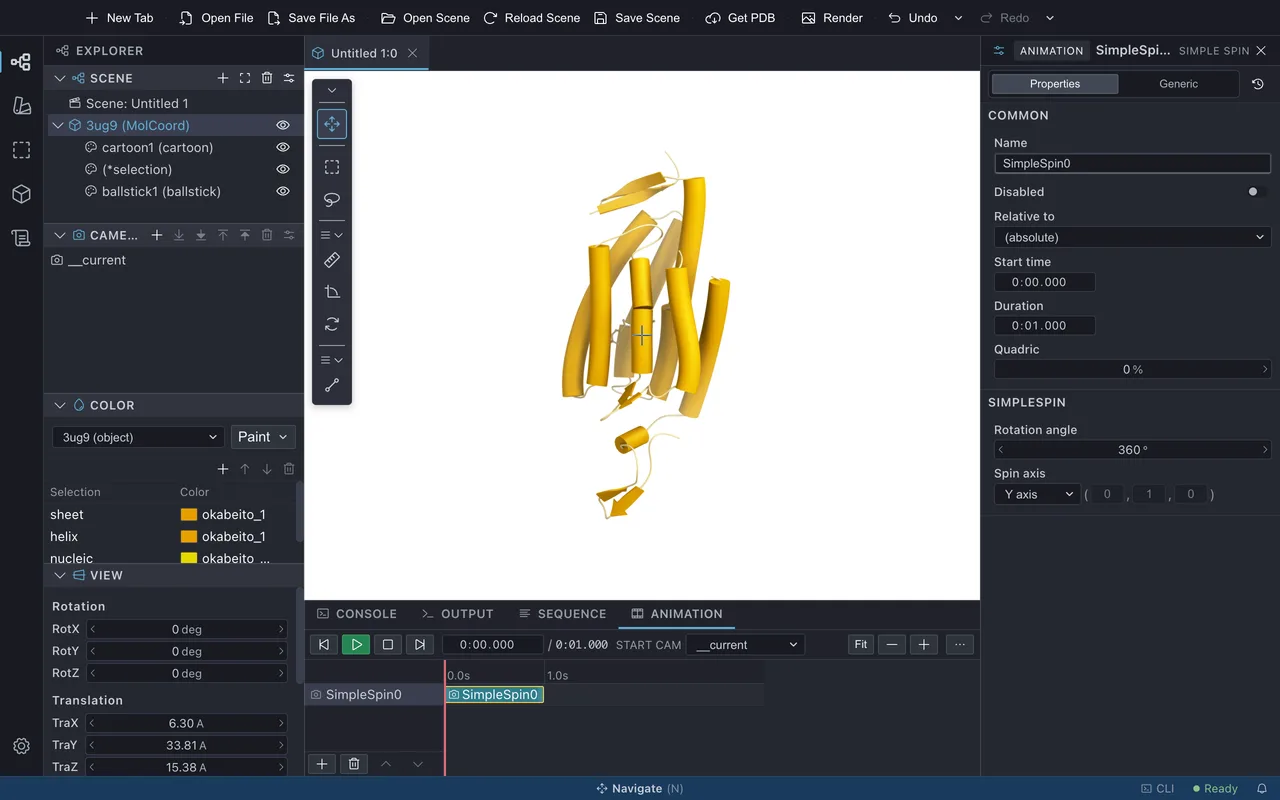 New Tab Open File Save File As Open Scene Reload Scene Save Scene Get PDB Render Undo Redo
EXPLORER
SCENE
Scene: Untitled 1
3ug9 (MolCoord)
cartoon1 (cartoon)
(*selection)
ballstick1 (ballstick)
CAME...
__current
COLOR
3ug9 (object) Paint
Selection Color
sheet okabeito_1
helix okabeito_1
nucleic okabeito_ ...
VIEW
Rotation
RotX 0 deg
RotY 0 deg
RotZ 0 deg
Translation
TraX 6.30 A
TraY 33.81 A
TraZ 15.38 A
Untitled 1:0
CONSOLE OUTPUT SEQUENCE ANIMATION
0:00.000 / 0:01.000 START CAM __current Fit ...
0.0s 1.0s
SimpleSpin0 SimpleSpin0
ANIMATION SimpleSpi... SIMPLE SPIN
Properties Generic
COMMON
Name
SimpleSpin0
Disabled
Relative to
(absolute)
Start time
0:00.000
Duration
0:01.000
Quadric
0 %
SIMPLESPIN
Rotation angle
360 °
Spin axis
Y axis ( 0 , 1 , 0 )
Navigate (N) CLI Ready